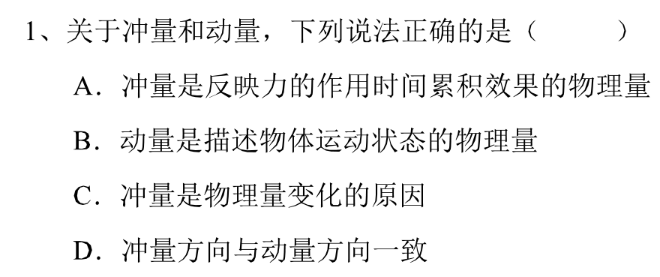 1、关于冲量和动量，下列说法正确的是（　　）
A．冲量是反映力的作用时间累积效果的物理量
B．动量是描述物体运动状态的物理量
C．冲量是物理量变化的原因
D．冲量方向与动量方向一致